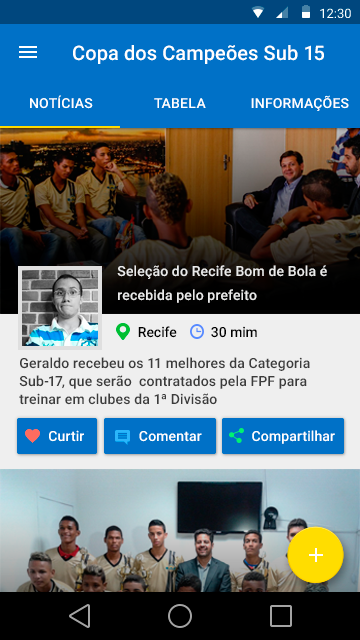 12:30
Copa dos Campeões Sub 15
NOTÍCIAS TABELA INFORMAÇÕES
Seleção do Recife Bom de Bola é
recebida pelo prefeito
Recife 30 mim
Geraldo recebeu os 11 melhores da Categoria
Sub-17, que serão contratados pela FPF para
treinar em clubes da 1ª Divisão
Curtir Comentar Compartilhar